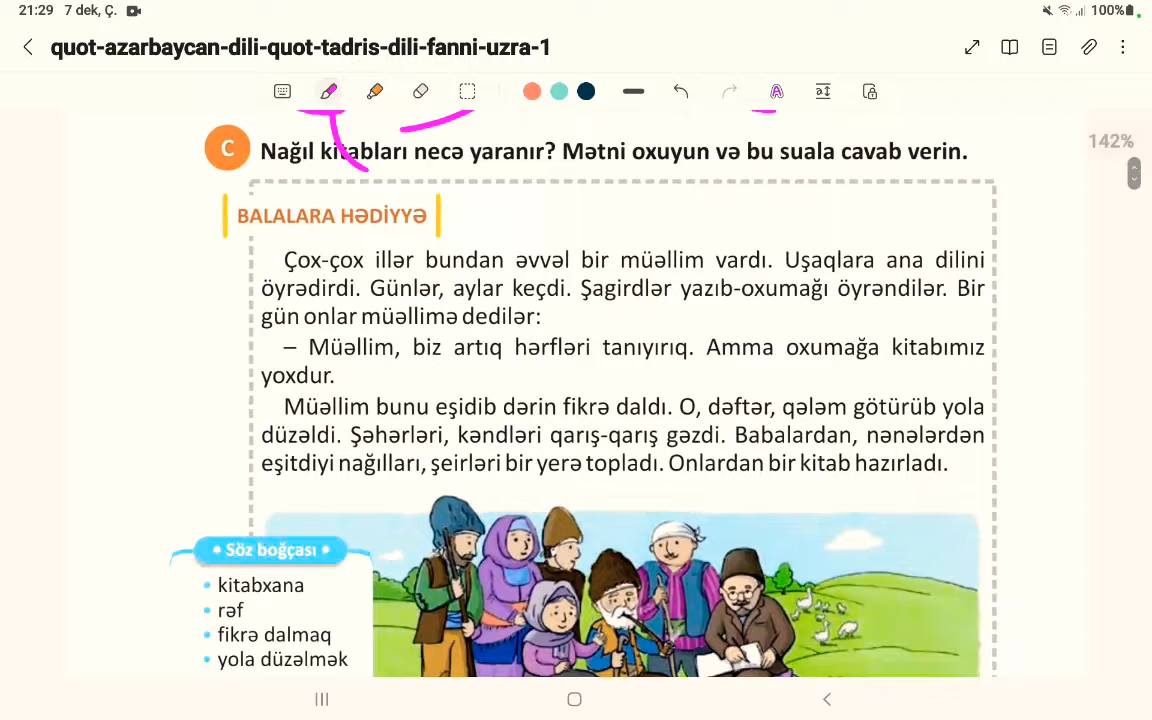 21:29 7 dek, Ç. 100%
quot-azarbaycan-dili-quot-tadris-dili-fanni-uzra-1
142%
C Nağıl kitabları necə yaranır? Mətni oxuyun və bu suala cavab verin.
BALALARA HƏDİYYƏ
Çox-çox illər bundan əvvəl bir müəllim vardı. Uşaqlara ana dilini
öyrədirdi. Günlər, aylar keçdi. Şagirdlər yazıb-oxumağı öyrəndilər. Bir
gün onlar müəllimə dedilər:
– Müəllim, biz artıq hərfləri tanıyırıq. Amma oxumağa kitabımız
yoxdur.
Müəllim bunu eşidib dərin fikrə daldı. O, dəftər, qələm götürüb yola
düzəldi. Şəhərləri, kəndləri qarış-qarış gəzdi. Babalardan, nənələrdən
eşitdiyi nağılları, şeirləri bir yerə topladı. Onlardan bir kitab hazırladı.
• Söz boğçası •
• kitabxana
• rəf
• fikrə dalmaq
• yola düzəlmək